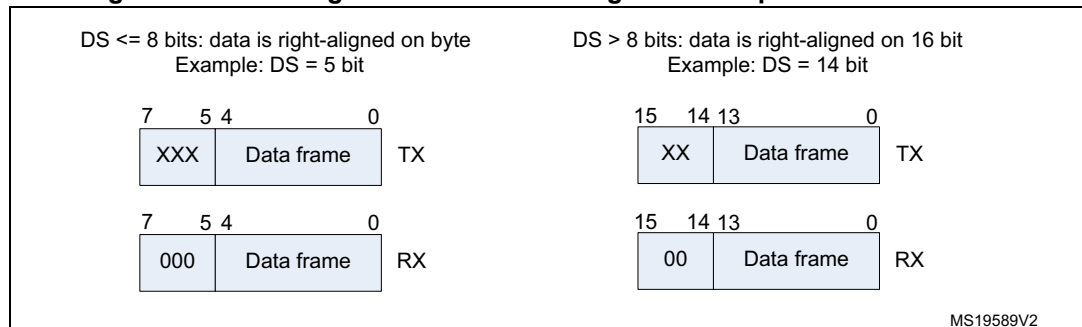 DS <= 8 bits: data is right-aligned on byte
Example: DS = 5 bit
7 5 4 0
XXX Data frame TX
7 5 4 0
000 Data frame RX
DS > 8 bits: data is right-aligned on 16 bit
Example: DS = 14 bit
15 14 13 0
XX Data frame TX
15 14 13 0
00 Data frame RX
MS19589V2